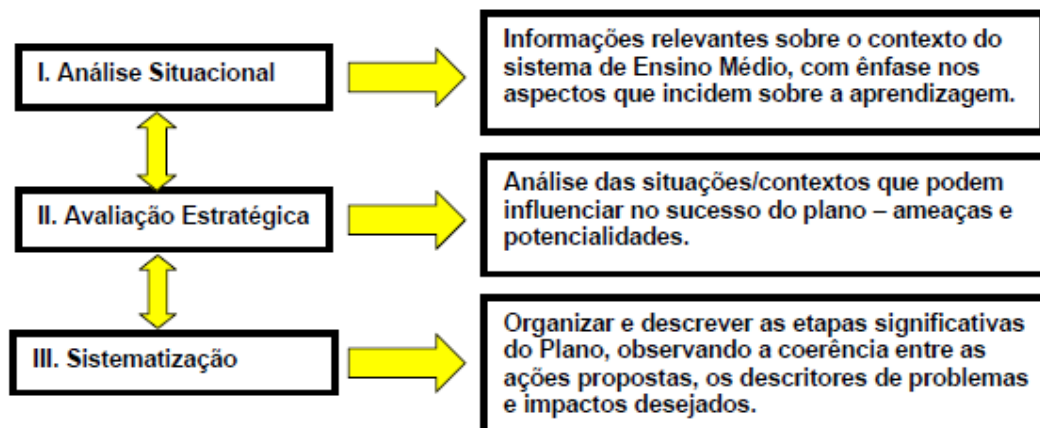 I. Análise Situacional
Informações relevantes sobre o contexto do
sistema de Ensino Médio, com ênfase nos
aspectos que incidem sobre a aprendizagem.
II. Avaliação Estratégica
Análise das situações/contextos que podem
influenciar no sucesso do plano – ameaças e
potencialidades.
III. Sistematização
Organizar e descrever as etapas significativas
do Plano, observando a coerência entre as
ações propostas, os descritores de problemas
e impactos desejados.